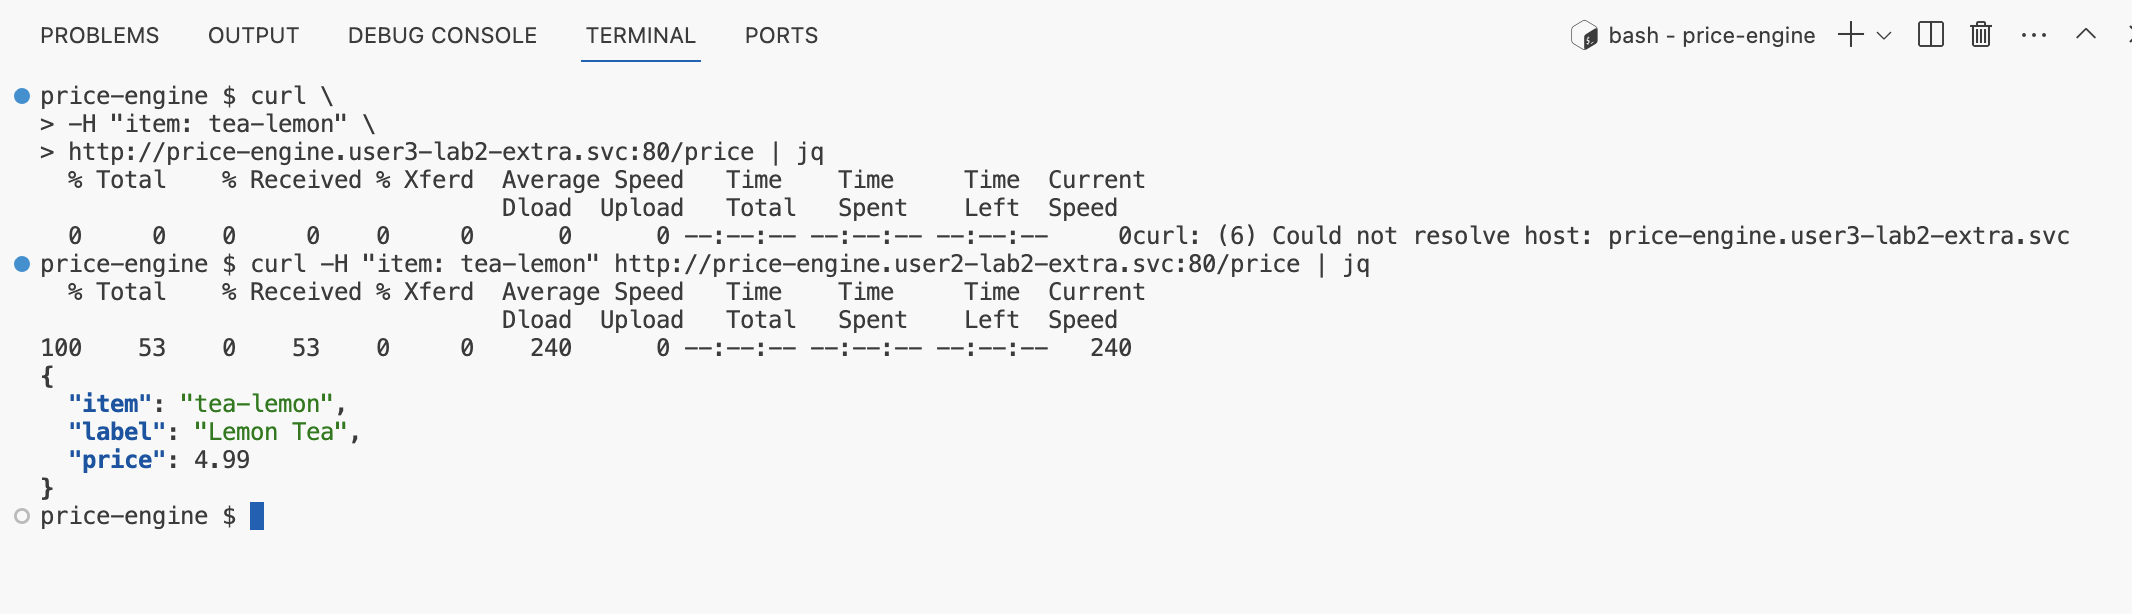 PROBLEMS OUTPUT DEBUG CONSOLE TERMINAL PORTS bash - price-engine
price-engine $ curl \
> -H "item: tea-lemon" \
> http://price-engine.user3-lab2-extra.svc:80/price | jq
  % Total    % Received % Xferd  Average Speed   Time    Time     Time  Current
                                 Dload  Upload   Total   Spent    Left  Speed
  0     0    0     0    0     0      0      0 --:--:-- --:--:-- --:--:--     0curl: (6) Could not resolve host: price-engine.user3-lab2-extra.svc
price-engine $ curl -H "item: tea-lemon" http://price-engine.user2-lab2-extra.svc:80/price | jq
  % Total    % Received % Xferd  Average Speed   Time    Time     Time  Current
                                 Dload  Upload   Total   Spent    Left  Speed
100    53    0    53    0     0    240      0 --:--:-- --:--:-- --:--:--   240
{
  "item": "tea-lemon",
  "label": "Lemon Tea",
  "price": 4.99
}
price-engine $